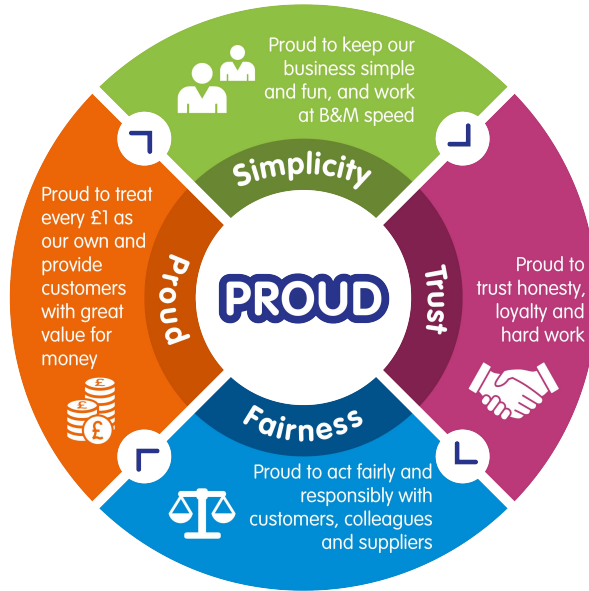 Proud to keep our
business simple
and fun, and work
at B&M speed
Simplicity
Proud to
trust honesty,
loyalty and
hard work
Trust
Proud to act fairly and
responsibly with
customers, colleagues
and suppliers
Fairness
Proud to treat
every £1 as
our own and
provide
customers
with great
value for
money
Proud
£
£
£
PROUD